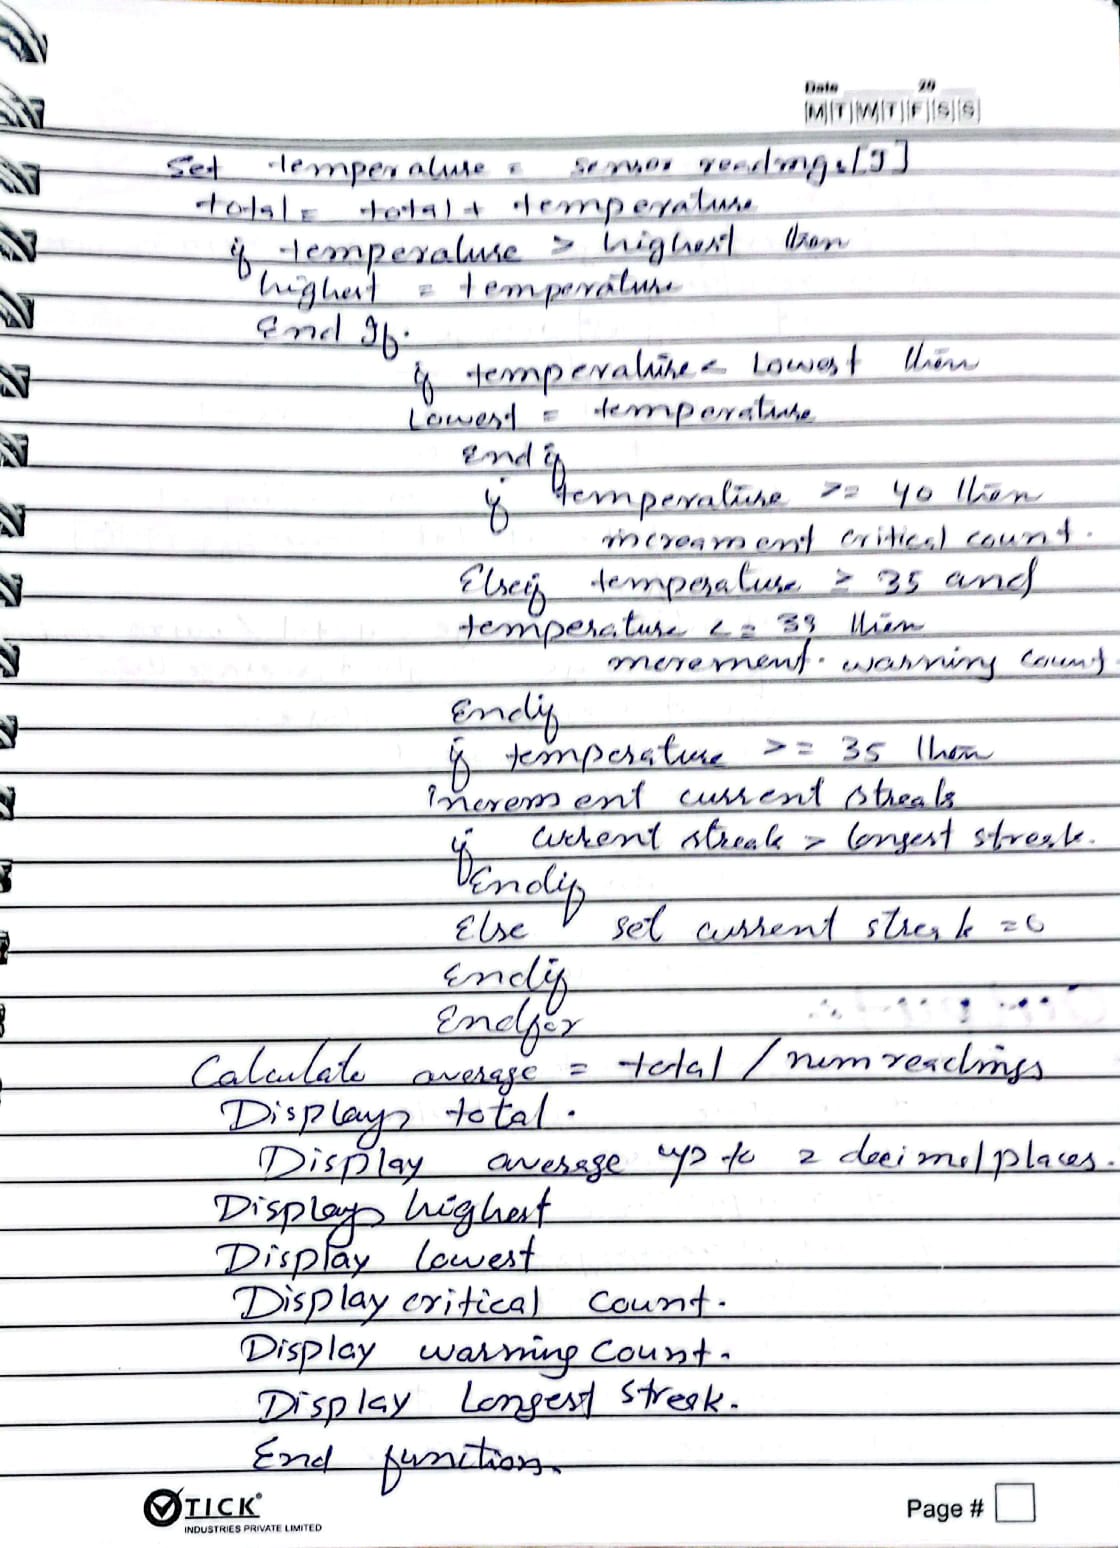 Date 20
M T W T F S S
Set temperature = sensor readings[J]
total = total + temperature
if temperature > highest then
highest = temperature
End If.
if temperature < Lowest then
Lowest = temperature
end if
if temperature >= 40 then
increament critical count.
Elseif temperature ≥ 35 and
temperature <= 39 then
increment. warning count
Endif
if temperature >= 35 then
increment current streak
if current streak > longest streak.
Endif
Else set current streak = 0
Endif
Endfor
Calculate average = total / num readings
Display total.
Display average up to 2 decimal places.
Display highest
Display lowest
Display critical count.
Display warning count.
Display Longest streak.
End function.
TICK
INDUSTRIES PRIVATE LIMITED
Page #